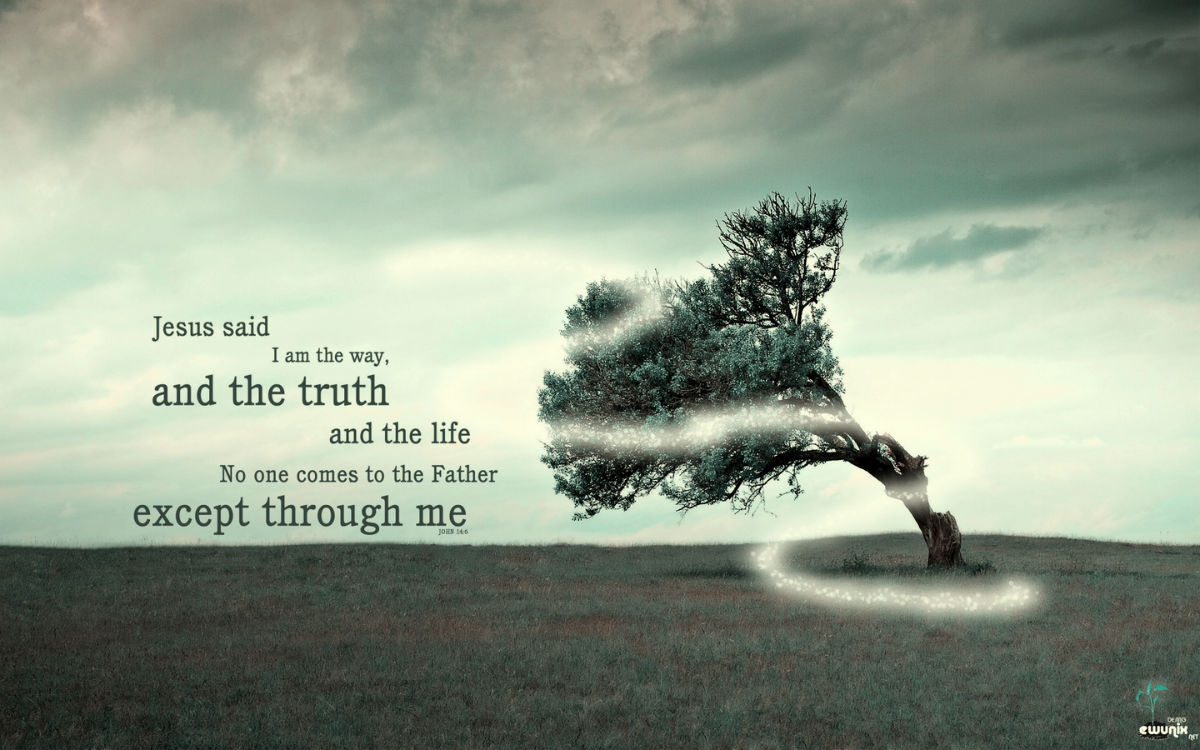 Jesus said
I am the way,
and the truth
and the life
No one comes to the Father
except through me
JOHN 14:6
ewunix
NET